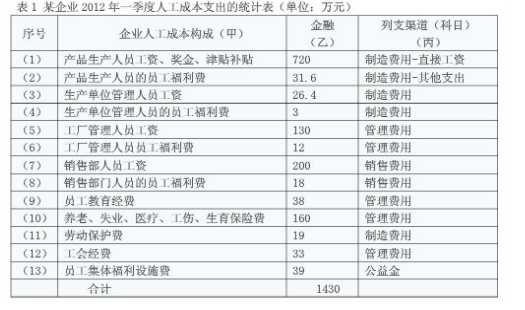 表1 某企业 2012 年一季度人工成本支出的统计表（单位：万元）
序号 企业人工成本构成（甲） 金融（乙） 列支渠道（科目）（丙）
（1） 产品生产人员工资、奖金、津贴补贴 720 制造费用-直接工资
（2） 产品生产人员的员工福利费 31.6 制造费用-其他支出
（3） 生产单位管理人员工资 26.4 制造费用
（4） 生产单位管理人员的员工福利费 3 制造费用
（5） 工厂管理人员工资 130 管理费用
（6） 工厂管理人员员工福利费 12 管理费用
（7） 销售部人员工资 200 销售费用
（8） 销售部门人员的员工福利费 18 销售费用
（9） 员工教育经费 38 管理费用
（10） 养老、失业、医疗、工伤、生育保险费 160 管理费用
（11） 劳动保护费 19 制造费用
（12） 工会经费 33 管理费用
（13） 员工集体福利设施费 39 公益金
合计 1430